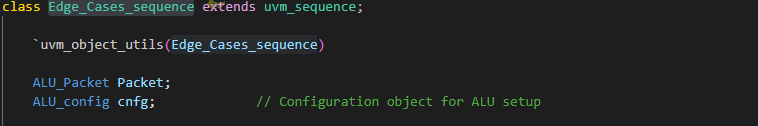 class Edge_Cases_sequence extends uvm_sequence;
`uvm_object_utils(Edge_Cases_sequence)
ALU_Packet Packet;
ALU_config cnfg; // Configuration object for ALU setup